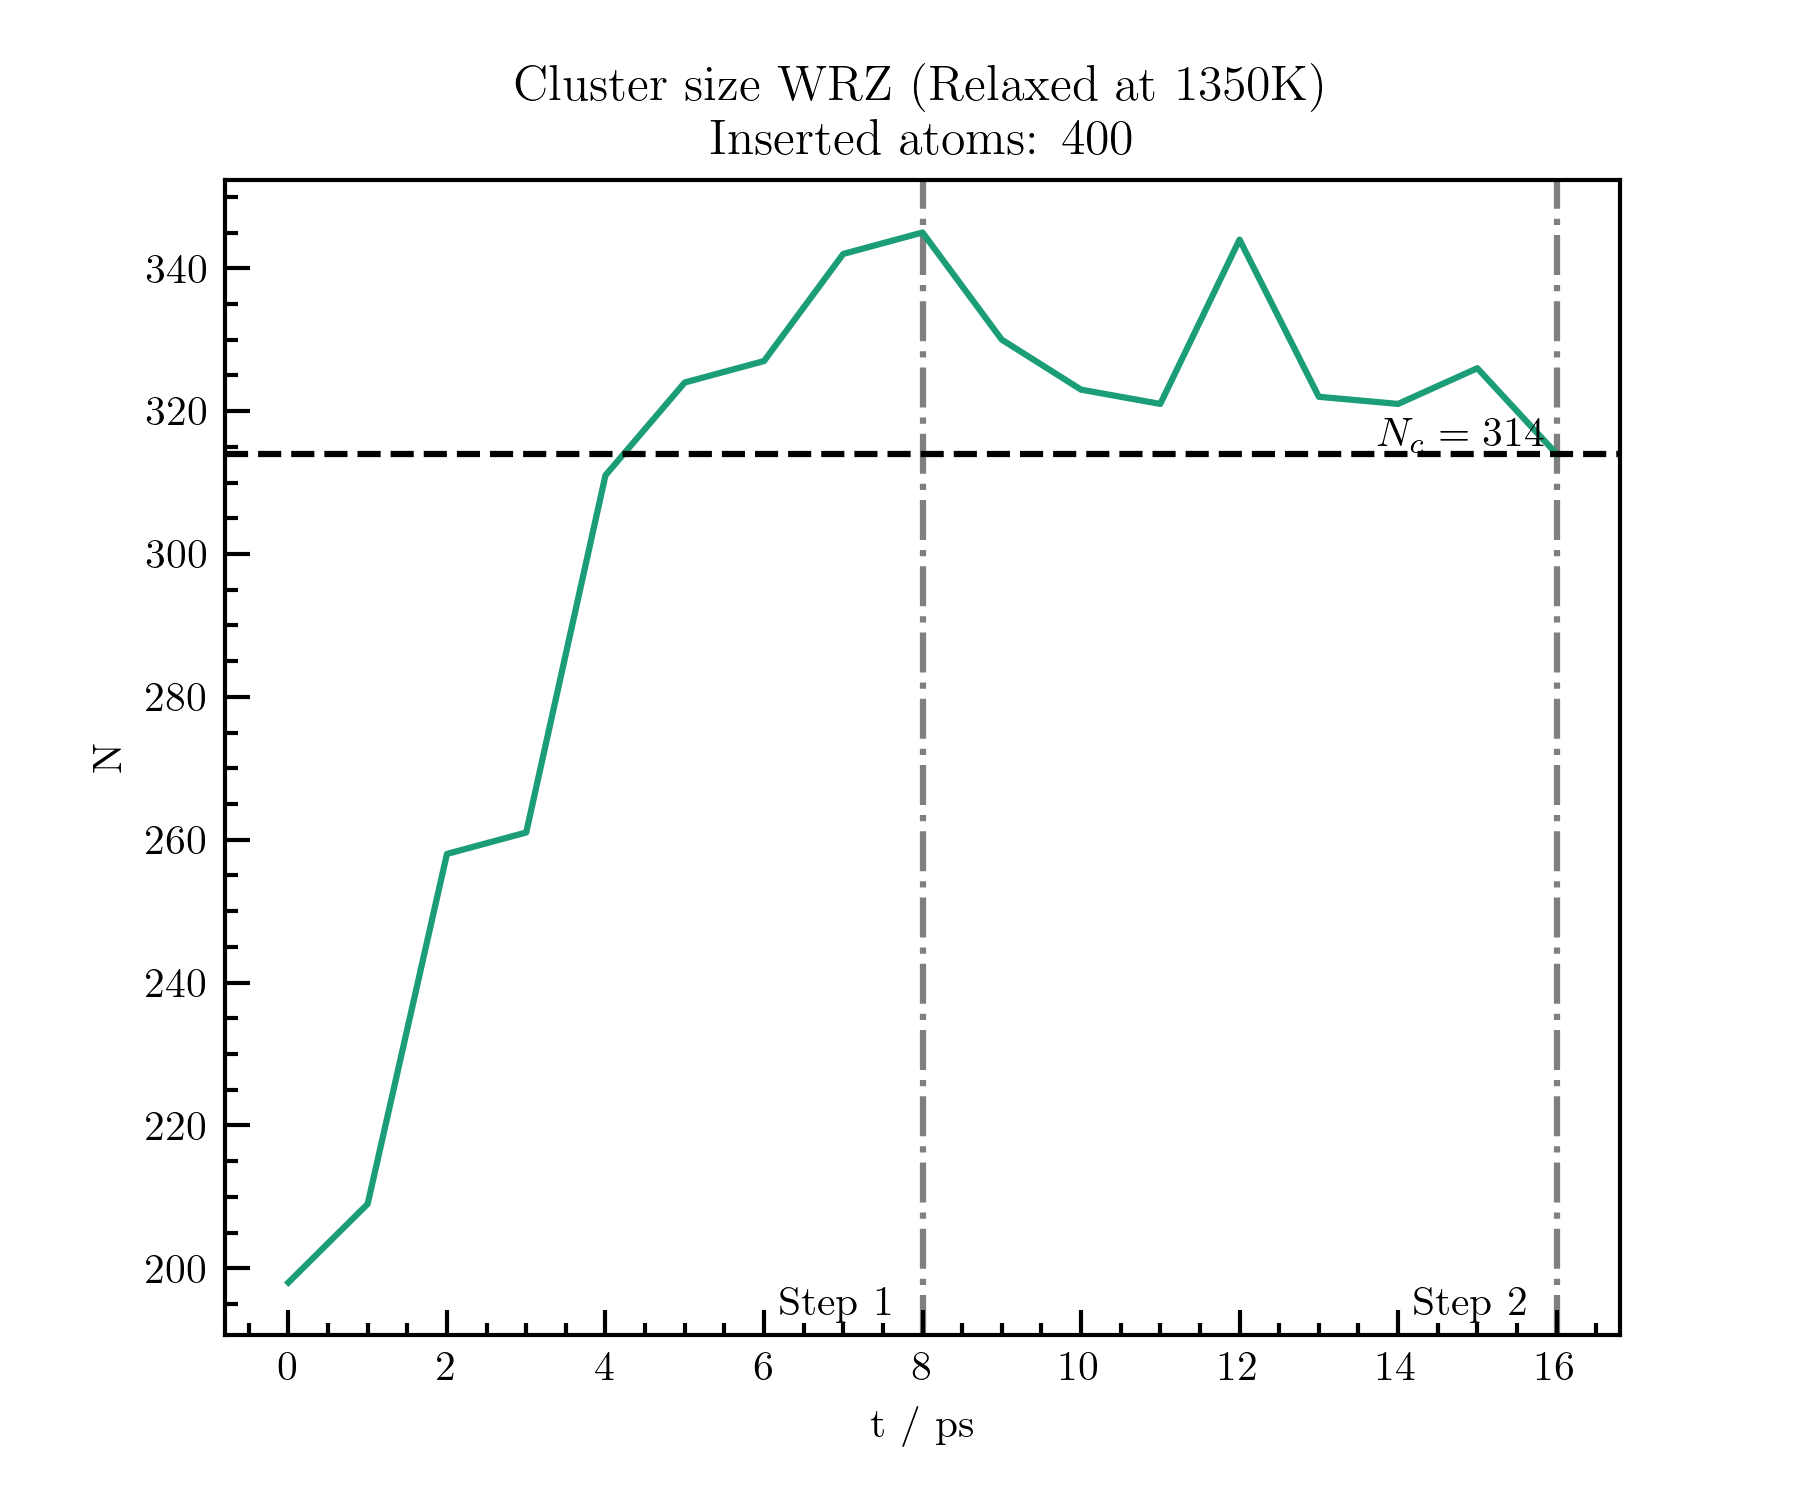 Cluster size WRZ (Relaxed at 1350K)
Inserted atoms: 400
340
320
300
280
260
240
220
200
N
N_c = 314
Step 1
Step 2
0 2 4 6 8 10 12 14 16
t / ps